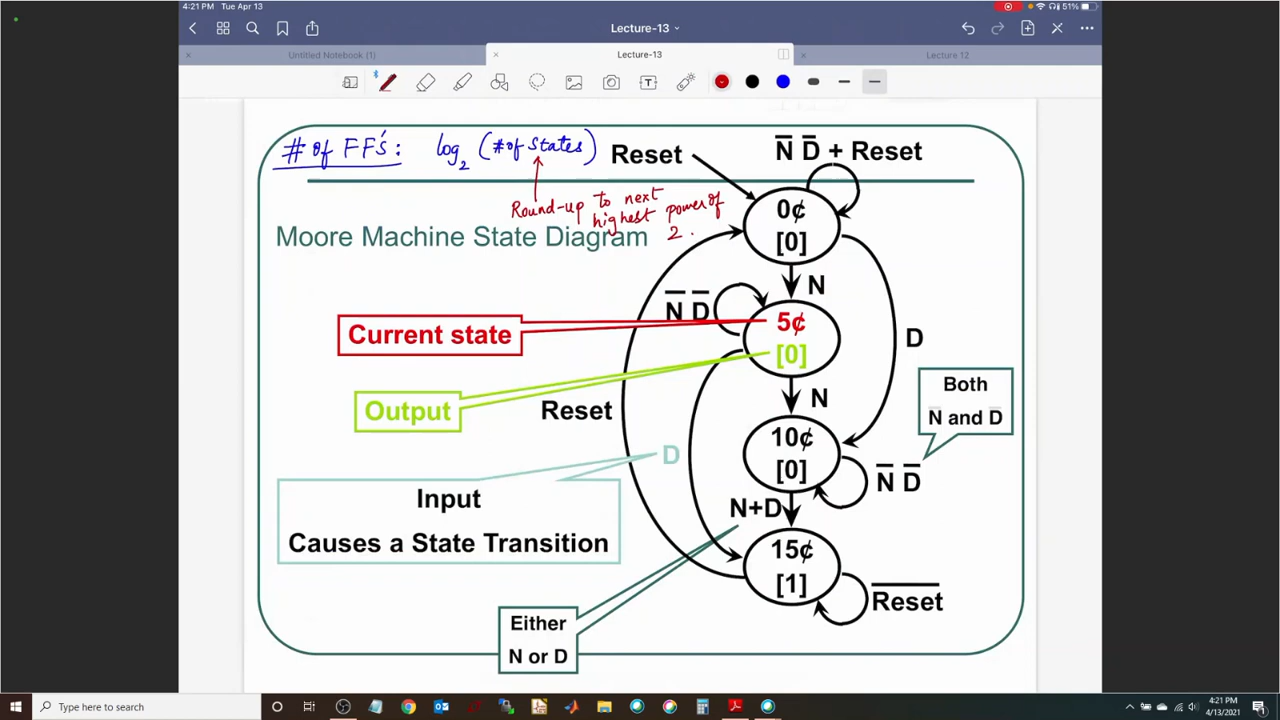 4:21 PM Tue Apr 13
51%
Lecture-13
Untitled Notebook (1)
Lecture-13
Lecture 12
# of FF's: log2 (# of States)
Reset
N̅ D̅ + Reset
Round-up to next
highest power of
2.
Moore Machine State Diagram
0¢
[0]
N
N̅ D̅
Current state
5¢
[0]
D
Output
Reset
N
Both
N̅ and D̅
10¢
[0]
N̅ D̅
D
Input
Causes a State Transition
N+D
15¢
[1]
R̅e̅s̅e̅t̅
Either
N or D
Type here to search
4:21 PM
4/13/2021